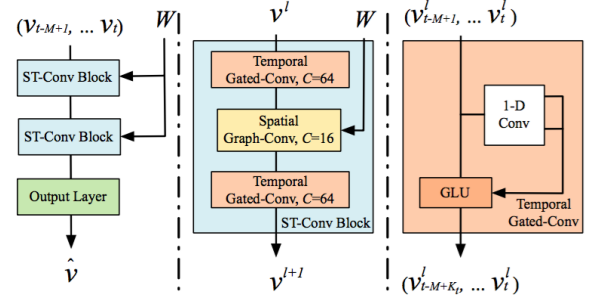 (v_{t-M+1}, ... v_t)
W
ST-Conv Block
ST-Conv Block
Output Layer
v̂
v^l
W
Temporal
Gated-Conv, C=64
Spatial
Graph-Conv, C=16
Temporal
Gated-Conv, C=64
ST-Conv Block
v^{l+1}
(v^l_{t-M+1}, ... v^l_t)
1-D
Conv
GLU
Temporal
Gated-Conv
(v^l_{t-M+K_t}, ... v^l_t)